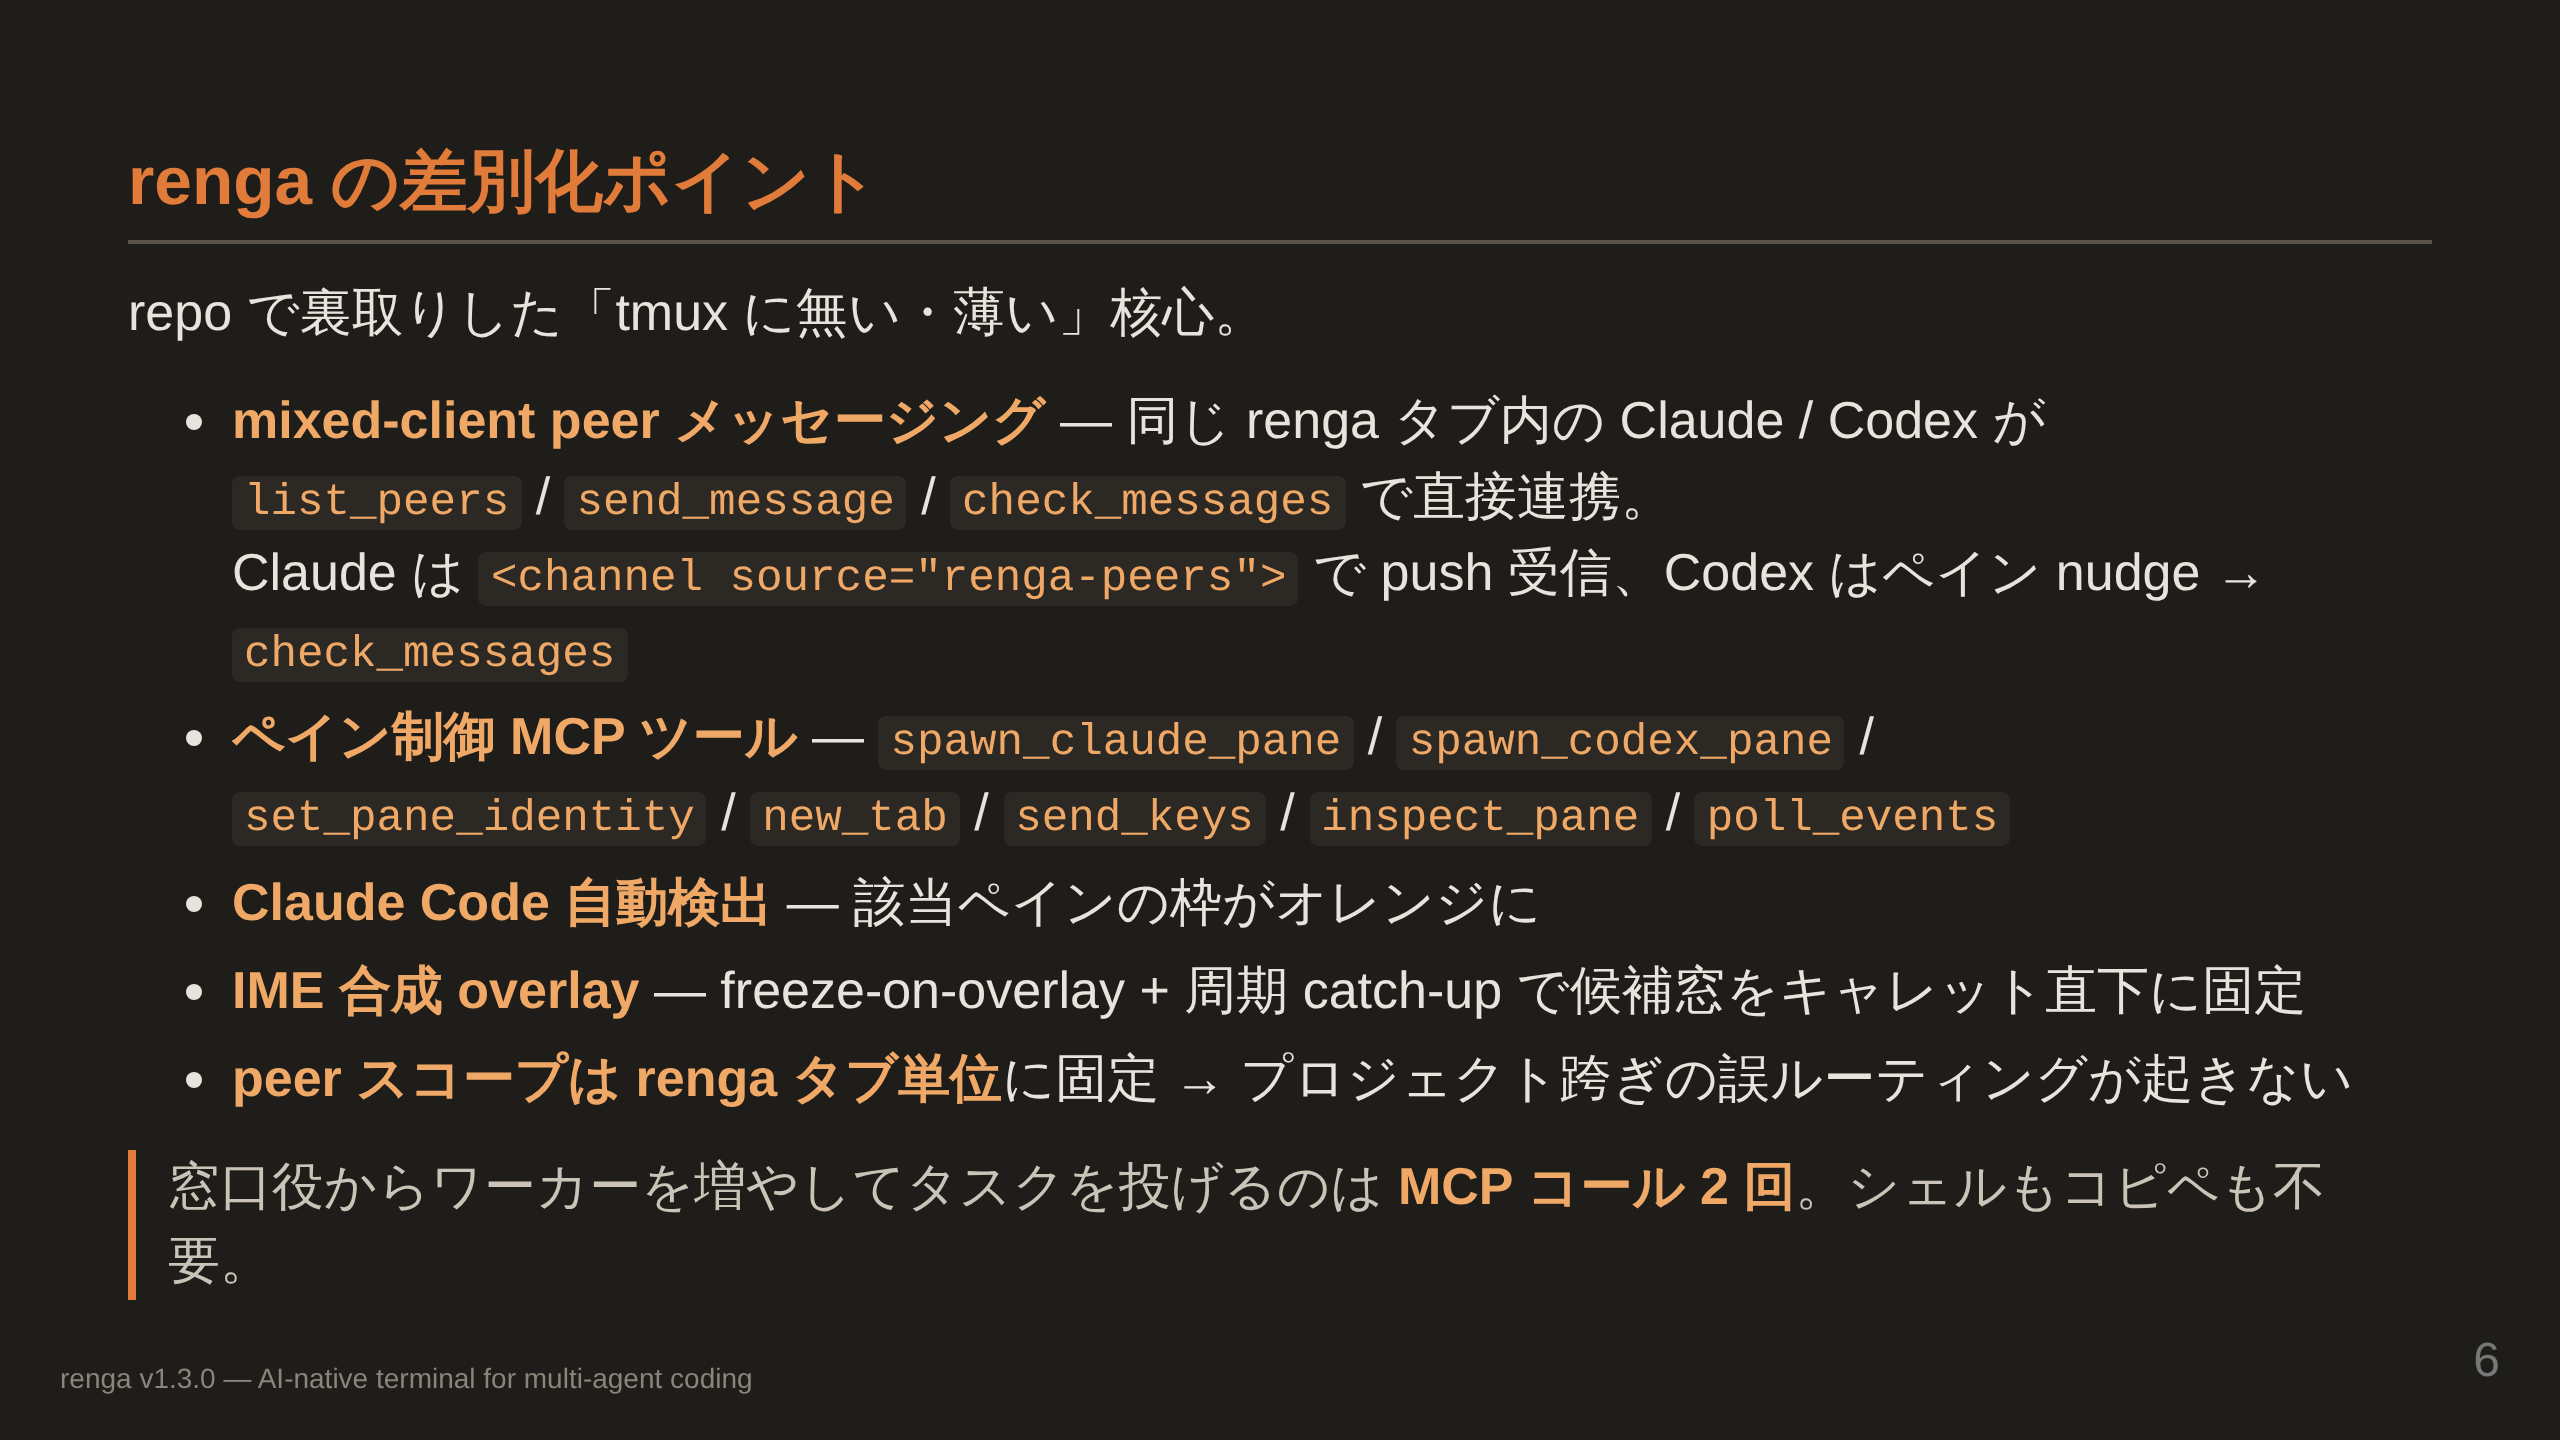 renga の差別化ポイント
repo で裏取りした「tmux に無い・薄い」核心。
• mixed-client peer メッセージング — 同じ renga タブ内の Claude / Codex が
list_peers / send_message / check_messages で直接連携。
Claude は <channel source="renga-peers"> で push 受信、Codex はペイン nudge →
check_messages
• ペイン制御 MCP ツール — spawn_claude_pane / spawn_codex_pane /
set_pane_identity / new_tab / send_keys / inspect_pane / poll_events
• Claude Code 自動検出 — 該当ペインの枠がオレンジに
• IME 合成 overlay — freeze-on-overlay + 周期 catch-up で候補窓をキャレット直下に固定
• peer スコープは renga タブ単位に固定 → プロジェクト跨ぎの誤ルーティングが起きない
窓口役からワーカーを増やしてタスクを投げるのは MCP コール 2 回。シェルもコピペも不
要。
renga v1.3.0 — AI-native terminal for multi-agent coding
6